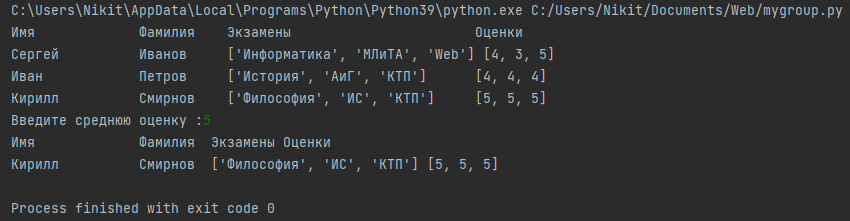 C:\Users\Nikit\AppData\Local\Programs\Python\Python39\python.exe C:/Users/Nikit/Documents/Web/mygroup.py
Имя Фамилия Экзамены Оценки
Сергей Иванов ['Информатика', 'МЛиТА', 'Web'] [4, 3, 5]
Иван Петров ['История', 'АиГ', 'КТП'] [4, 4, 4]
Кирилл Смирнов ['Философия', 'ИС', 'КТП'] [5, 5, 5]
Введите среднюю оценку :5
Имя Фамилия Экзамены Оценки
Кирилл Смирнов ['Философия', 'ИС', 'КТП'] [5, 5, 5]
Process finished with exit code 0